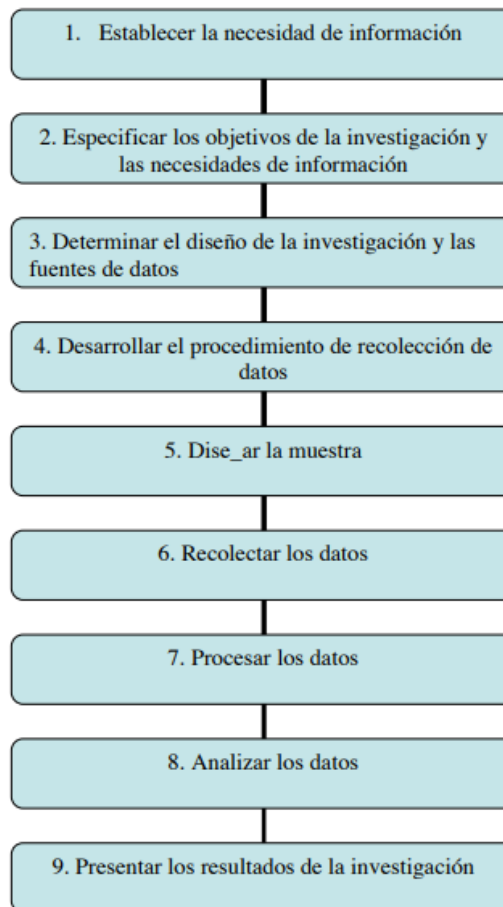 1. Establecer la necesidad de información
2. Especificar los objetivos de la investigación y
las necesidades de información
3. Determinar el diseño de la investigación y las
fuentes de datos
4. Desarrollar el procedimiento de recolección de
datos
5. Dise_ar la muestra
6. Recolectar los datos
7. Procesar los datos
8. Analizar los datos
9. Presentar los resultados de la investigación